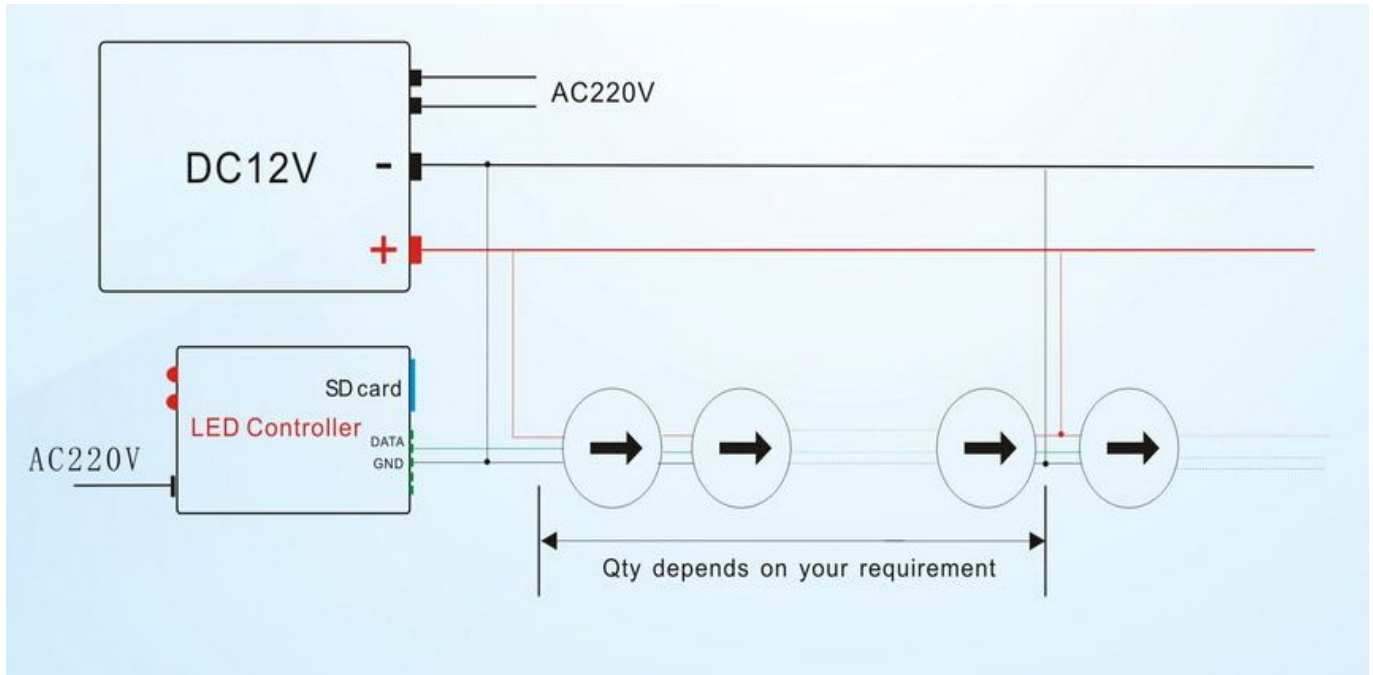 AC220V
DC12V -
+
SD card
LED Controller
DATA
GND
AC220V
Qty depends on your requirement